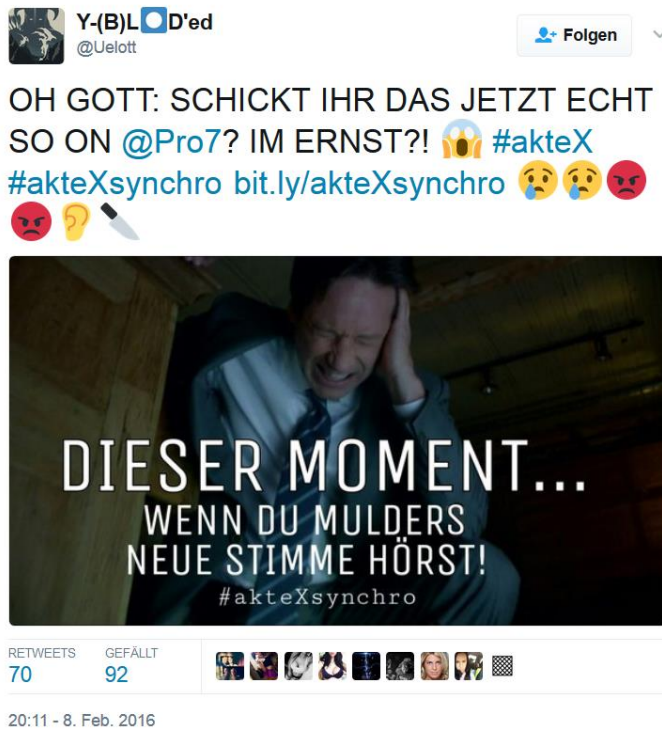 Y-(B)L🅾D'ed
@Uelott
Folgen
OH GOTT: SCHICKT IHR DAS JETZT ECHT
SO ON @Pro7? IM ERNST?! 😱 #akteX
#akteXsynchro bit.ly/akteXsynchro 😢😢😡
😡👂🔪
DIESER MOMENT...
WENN DU MULDERS
NEUE STIMME HÖRST!
#akteXsynchro
RETWEETS
70
GEFÄLLT
92
20:11 - 8. Feb. 2016